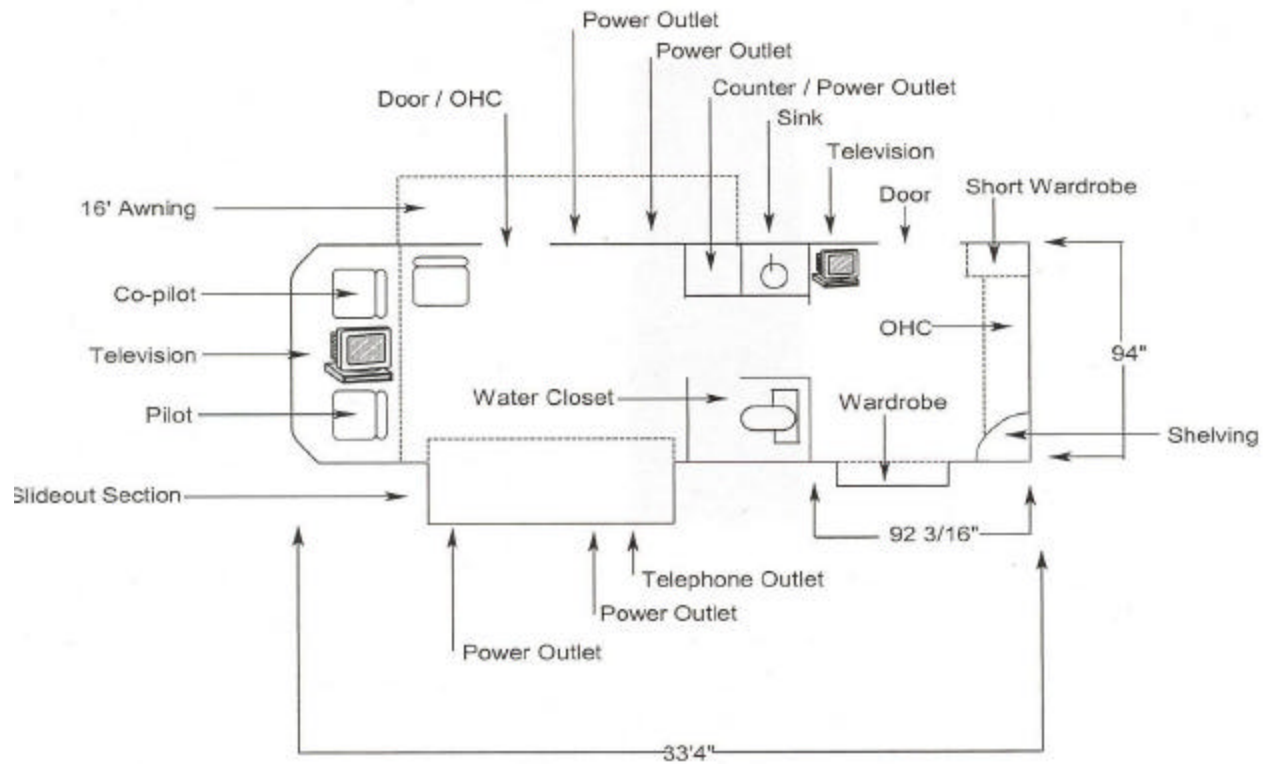 Power Outlet
Power Outlet
Door / OHC
Counter / Power Outlet
Sink
Television
Door
Short Wardrobe
16' Awning
Co-pilot
OHC
Television
94"
Water Closet
Wardrobe
Pilot
Shelving
Slideout Section
92 3/16"
Telephone Outlet
Power Outlet
Power Outlet
33'4"